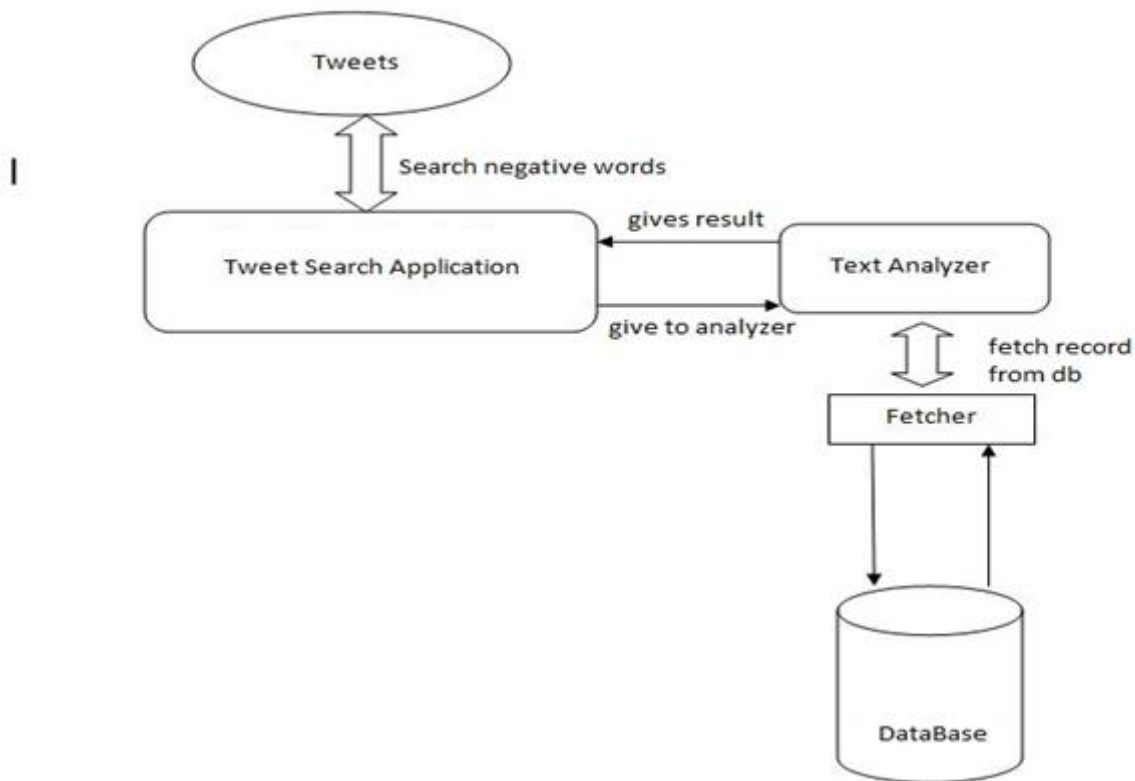 Tweets
Search negative words
gives result
Tweet Search Application
Text Analyzer
give to analyzer
fetch record
from db
Fetcher
DataBase